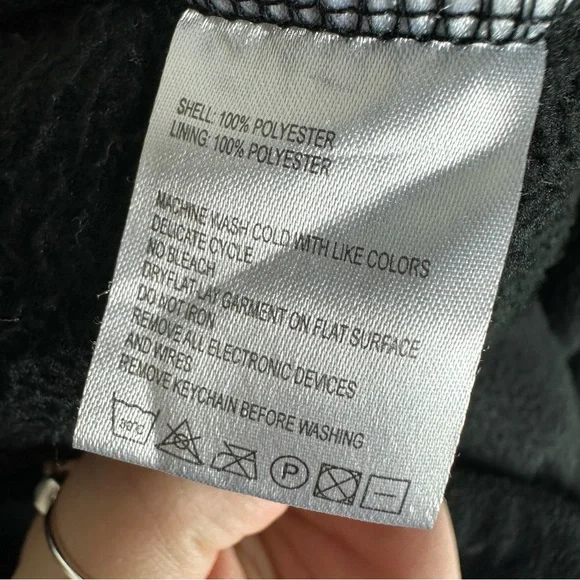 SHELL: 100% POLYESTER
LINING: 100% POLYESTER
MACHINE WASH COLD WITH LIKE COLORS
DELICATE CYCLE
NO BLEACH
DRYFLAT LAY GARMENT ON FLAT SURFACE
DO NOT IRON
REMOVE ALL ELECTRONIC DEVICES
AND WIRES
REMOVE KEYCHAIN BEFORE WASHING
30°C P